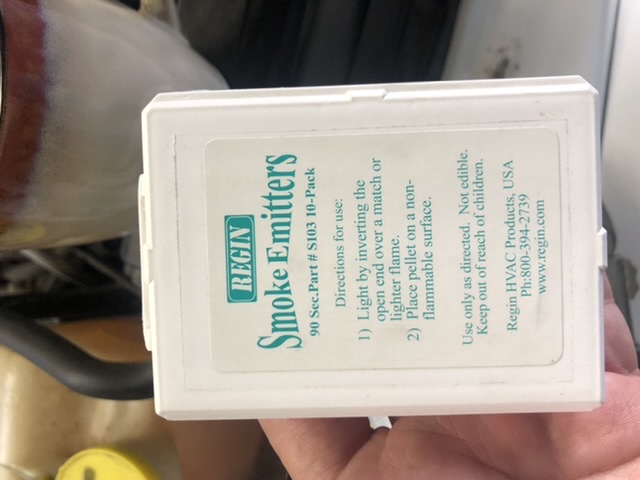 REGIN
Smoke Emitters
90 Sec.Part # S103 10-Pack
Directions for use:
1) Light by inverting the
open end over a match or
lighter flame.
2) Place pellet on a non-
flammable surface.
Use only as directed. Not edible.
Keep out of reach of children.
Regin HVAC Products, USA
Ph:800-394-2739
www.regin.com